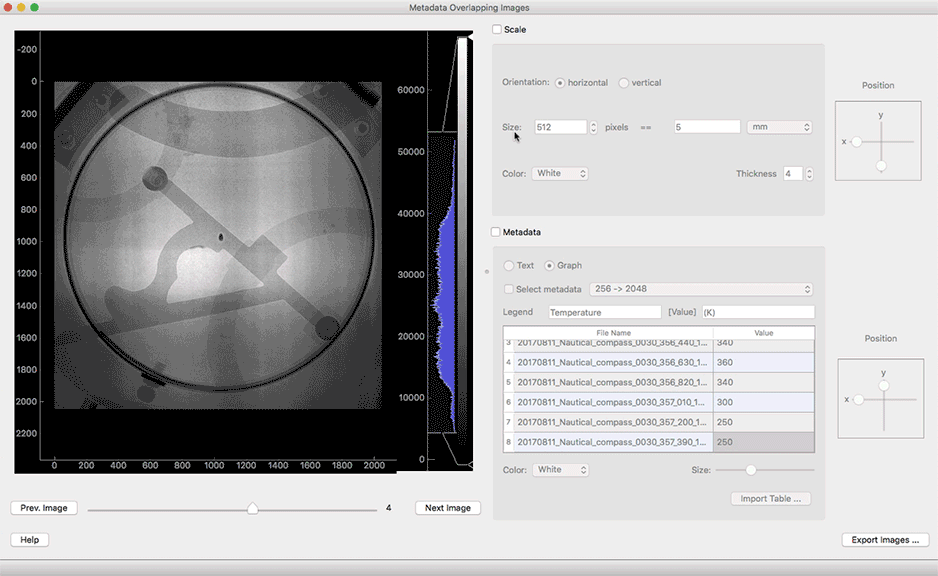 Metadata Overlapping Images
Scale
Orientation: horizontal vertical
Size: 512 pixels == 5 mm
Color: White Thickness 4
Position
y
x
Metadata
Text Graph
Select metadata 256 -> 2048
Legend Temperature [Value] (K)
File Name Value
3 20170811_Nautical_compass_0030_356_440_1... 340
4 20170811_Nautical_compass_0030_356_630_1... 360
5 20170811_Nautical_compass_0030_356_820_1... 340
6 20170811_Nautical_compass_0030_357_010_1... 300
7 20170811_Nautical_compass_0030_357_200_1... 250
8 20170811_Nautical_compass_0030_357_390_1... 250
Color: White Size:
Import Table ...
Position
y
x
-200
0
200
400
600
800
1000
1200
1400
1600
1800
2000
2200
0 200 400 600 800 1000 1200 1400 1600 1800 2000
60000
50000
40000
30000
20000
10000
0
Prev. Image 4 Next Image
Help
Export Images ...